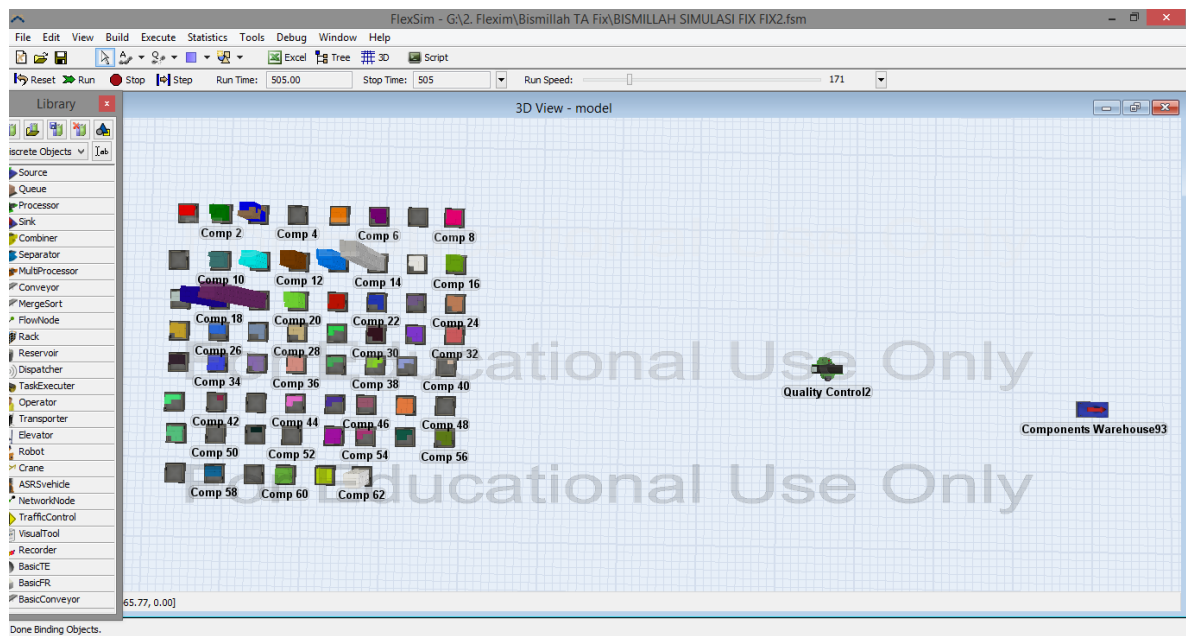 FlexSim - G:\2. Flexim\Bismillah TA Fix\BISMILLAH SIMULASI FIX FIX2.fsm
File Edit View Build Execute Statistics Tools Debug Window Help
Excel Tree 3D Script
Reset Run Stop Step Run Time: 505.00 Stop Time: 505 Run Speed: 171
Library
3D View - model
iscrete Objects
Source
Queue
Processor
Sink
Combiner
Separator
MultiProcessor
Conveyor
MergeSort
FlowNode
Rack
Reservoir
Dispatcher
TaskExecuter
Operator
Transporter
Elevator
Robot
Crane
ASRSvehicle
NetworkNode
TrafficControl
VisualTool
Recorder
BasicTE
BasicFR
BasicConveyor
Comp 2 Comp 4 Comp 6 Comp 8
Comp 10 Comp 12 Comp 14 Comp 16
Comp 18 Comp 20 Comp 22 Comp 24
Comp 26 Comp 28 Comp 30 Comp 32
Comp 34 Comp 36 Comp 38 Comp 40
Comp 42 Comp 44 Comp 46 Comp 48
Comp 50 Comp 52 Comp 54 Comp 56
Comp 58 Comp 60 Comp 62
Quality Control2
Components Warehouse93
For Educational Use Only
For Educational Use Only
65.77, 0.00]
Done Binding Objects.